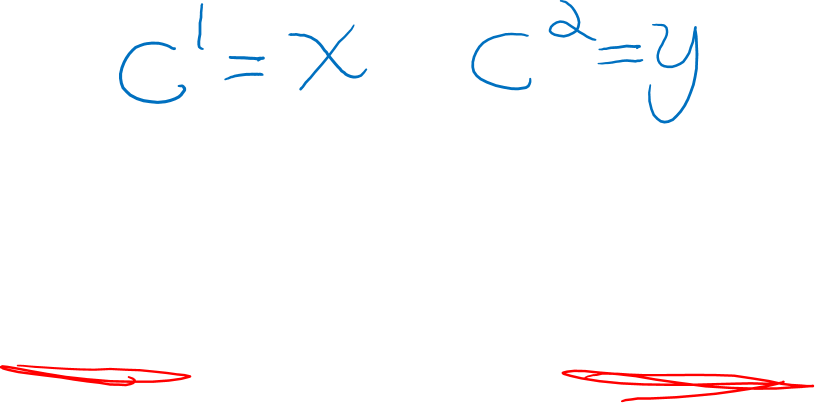 c¹ = x c² = y